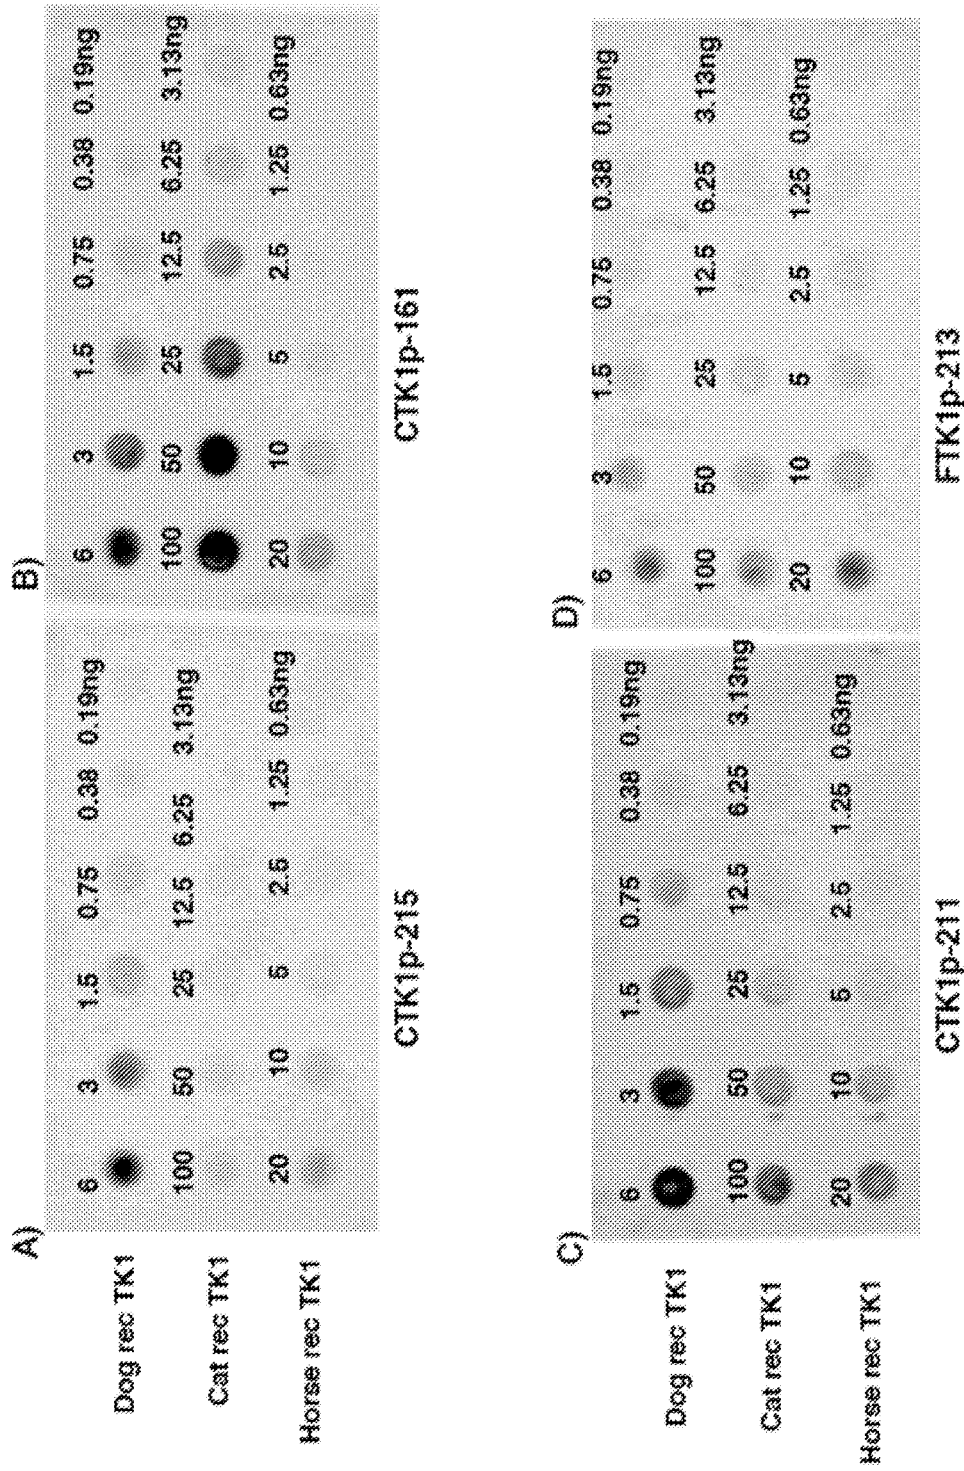 A)
6 3 1.5 0.75 0.38 0.19ng
Dog rec TK1
100 50 25 12.5 6.25 3.13ng
Cat rec TK1
20 10 5 2.5 1.25 0.63ng
Horse rec TK1
CTK1p-215
B)
6 3 1.5 0.75 0.38 0.19ng
100 50 25 12.5 6.25 3.13ng
20 10 5 2.5 1.25 0.63ng
CTK1p-161
C)
6 3 1.5 0.75 0.38 0.19ng
Dog rec TK1
100 50 25 12.5 6.25 3.13ng
Cat rec TK1
20 10 5 2.5 1.25 0.63ng
Horse rec TK1
CTK1p-211
D)
6 3 1.5 0.75 0.38 0.19ng
100 50 25 12.5 6.25 3.13ng
20 10 5 2.5 1.25 0.63ng
FTK1p-213